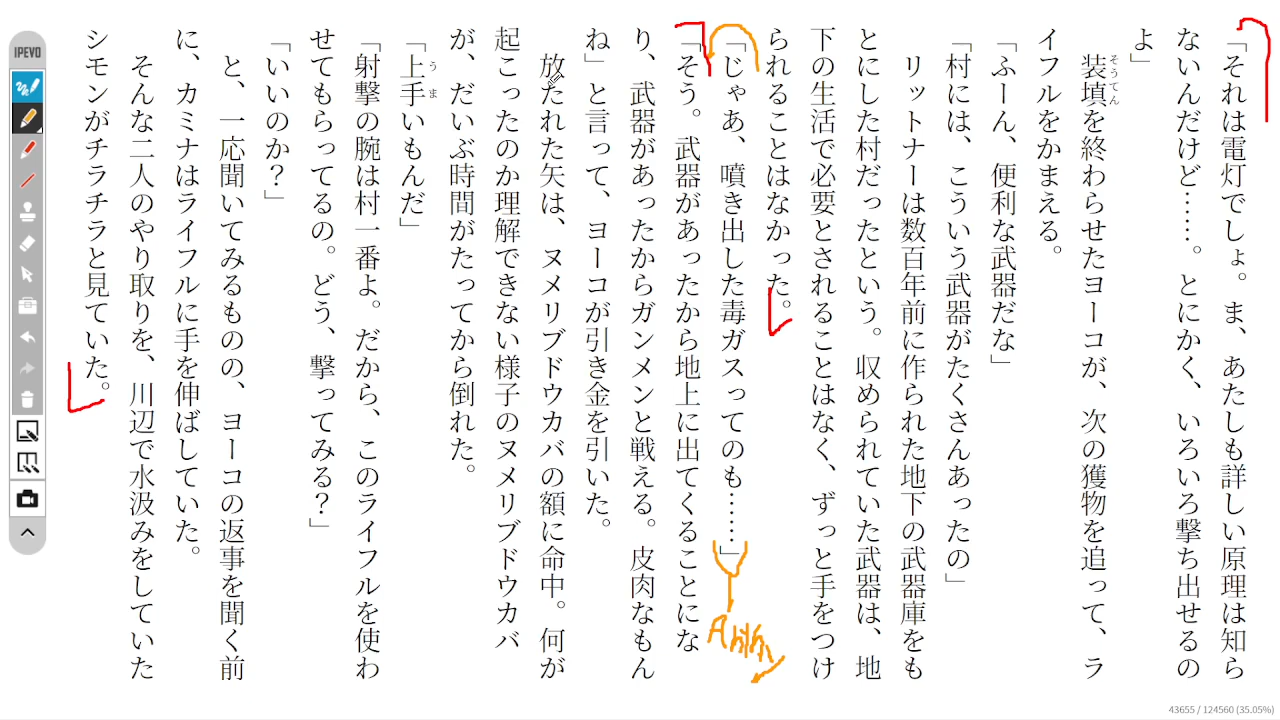 「それは電灯でしょ。ま、あたしも詳しい原理は知ら
ないんだけど……。とにかく、いろいろ撃ち出せるの
よ」
　装填を終わらせたヨーコが、次の獲物を追って、ラ
そうてん
イフルをかまえる。
「ふーん、便利な武器だな」
「村には、こういう武器がたくさんあったの」
　リットナーは数百年前に作られた地下の武器庫をも
とにした村だったという。収められていた武器は、地
下の生活で必要とされることはなく、ずっと手をつけ
られることはなかった。
「じゃあ、噴き出した毒ガスってのも……」
「そう。武器があったから地上に出てくることにな
り、武器があったからガンメンと戦える。皮肉なもん
ね」と言って、ヨーコが引き金を引いた。
　放たれた矢は、ヌメリブドウカバの額に命中。何が
起こったのか理解できない様子のヌメリブドウカバ
が、だいぶ時間がたってから倒れた。
「上手いもんだ」
うま
「射撃の腕は村一番よ。だから、このライフルを使わ
せてもらってるの。どう、撃ってみる？」
「いいのか？」
　と、一応聞いてみるものの、ヨーコの返事を聞く前
に、カミナはライフルに手を伸ばしていた。
　そんな二人のやり取りを、川辺で水汲みをしていた
シモンがチラチラと見ていた。
IPEVO
43655 / 124560 (35.05%)